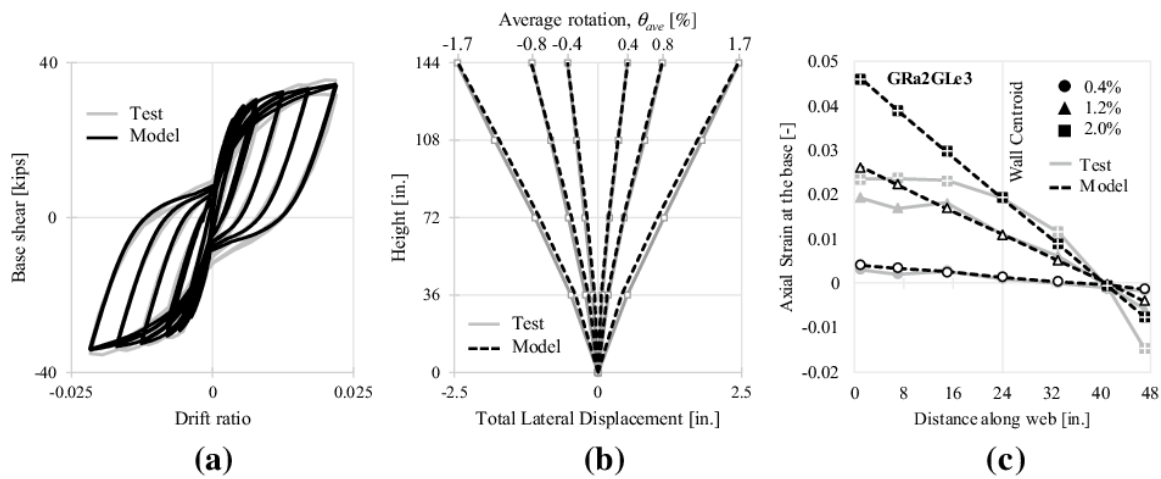 40
0
-40
-0.025
0
0.025
Base shear [kips]
Drift ratio
Test
Model
(a)
Average rotation, θave [%]
-1.7
-0.8
-0.4
0.4
0.8
1.7
144
108
72
36
0
-2.5
0
2.5
Height [in.]
Total Lateral Displacement [in.]
Test
Model
(b)
0.05
0.04
0.03
0.02
0.01
0
-0.01
-0.02
0
8
16
24
32
40
48
Axial Strain at the base [-]
Distance along web [in.]
GRa2GLe3
Wall Centroid
0.4%
1.2%
2.0%
Test
Model
(c)